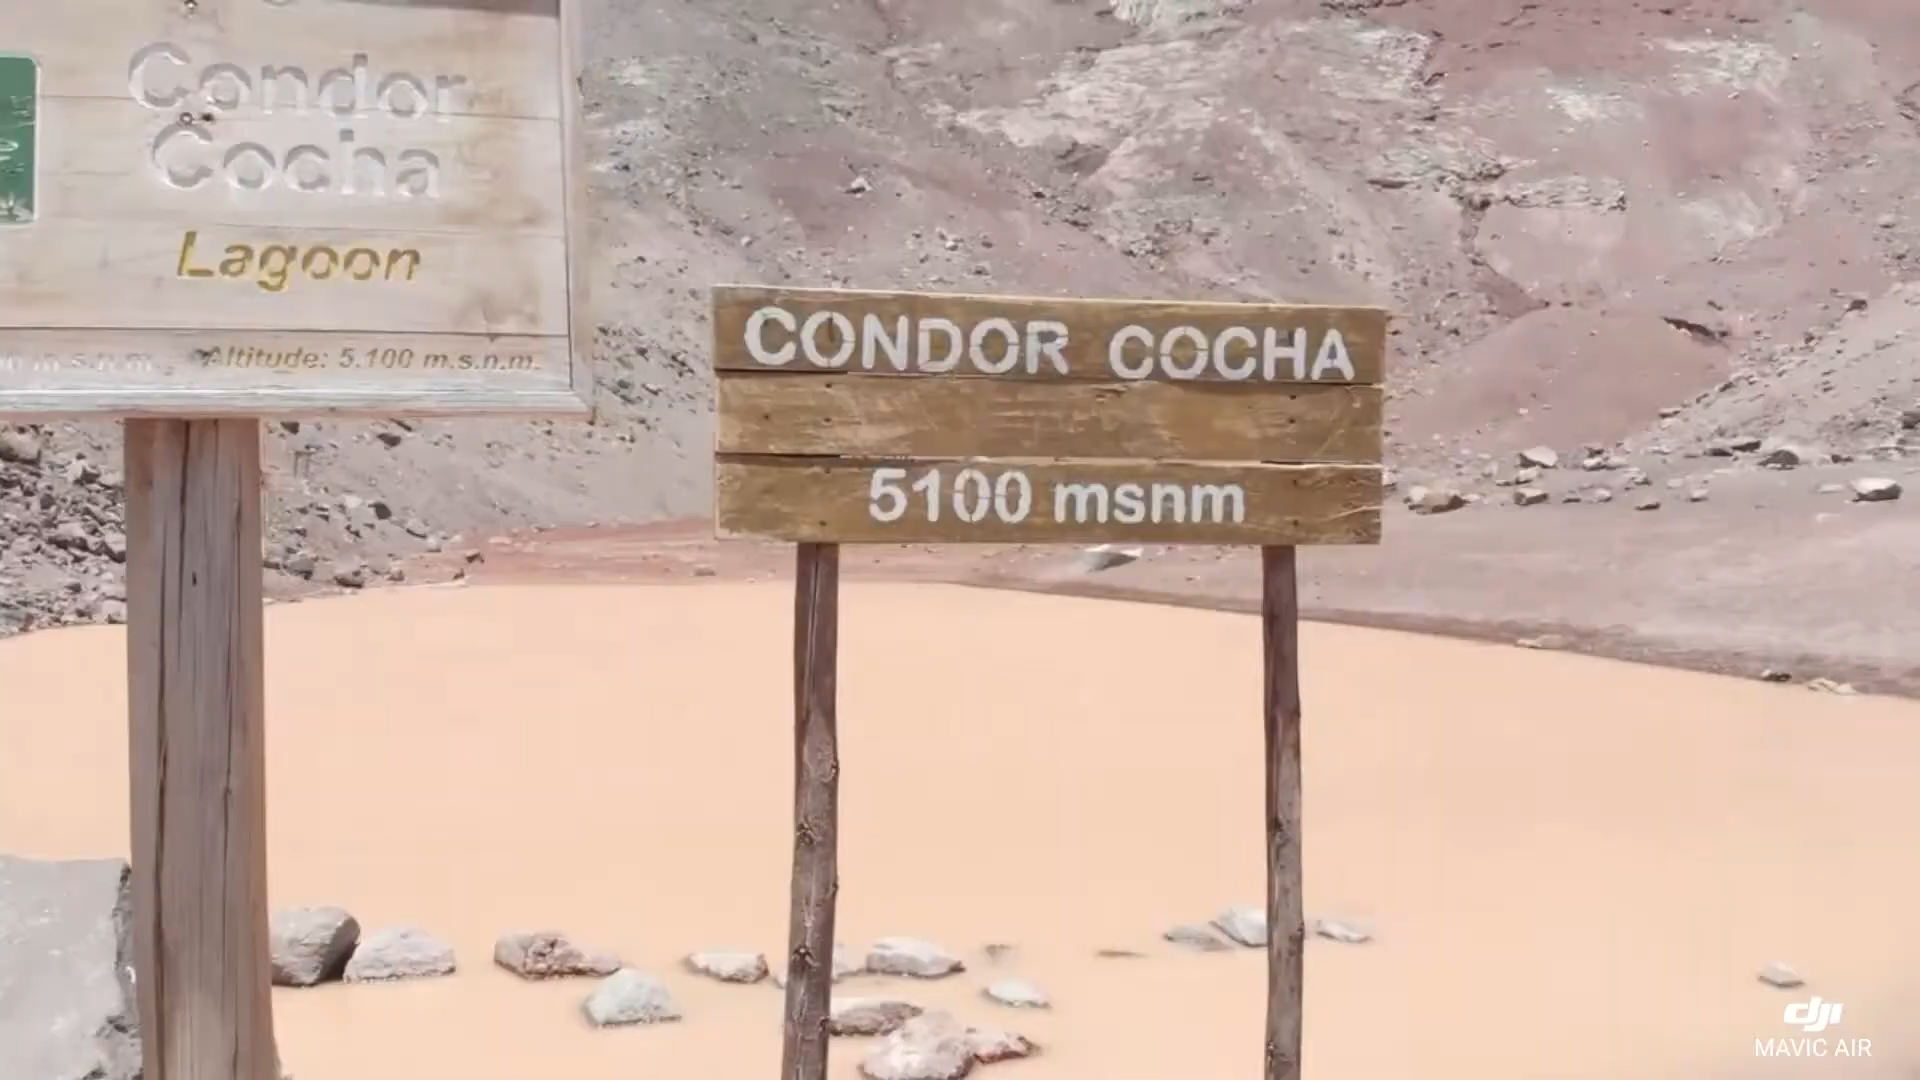 Condor
Cocha
Lagoon
Altitude: 5.100 m.s.n.m.
CONDOR COCHA
5100 msnm
dji
MAVIC AIR